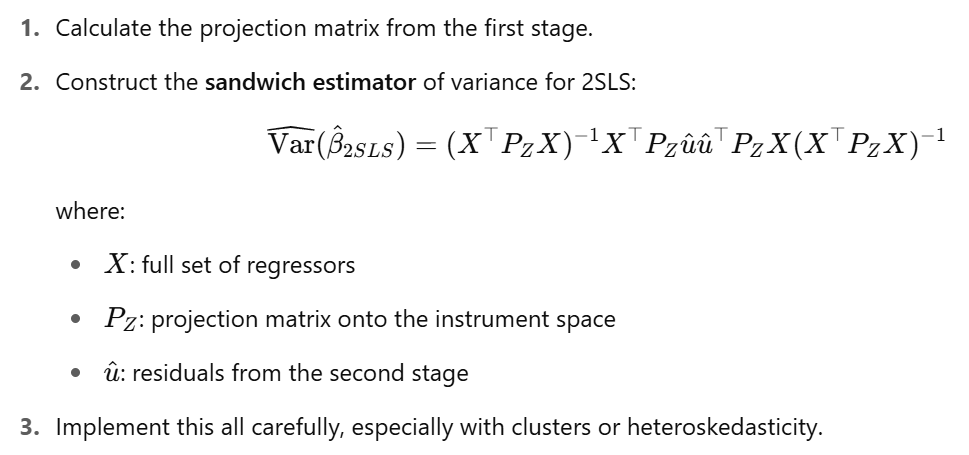 1. Calculate the projection matrix from the first stage.
2. Construct the sandwich estimator of variance for 2SLS:
$\widehat{\text{Var}}(\hat{\beta}_{2SLS}) = (X^\top P_Z X)^{-1} X^\top P_Z \hat{u}\hat{u}^\top P_Z X (X^\top P_Z X)^{-1}$
where:
• $X$: full set of regressors
• $P_Z$: projection matrix onto the instrument space
• $\hat{u}$: residuals from the second stage
3. Implement this all carefully, especially with clusters or heteroskedasticity.